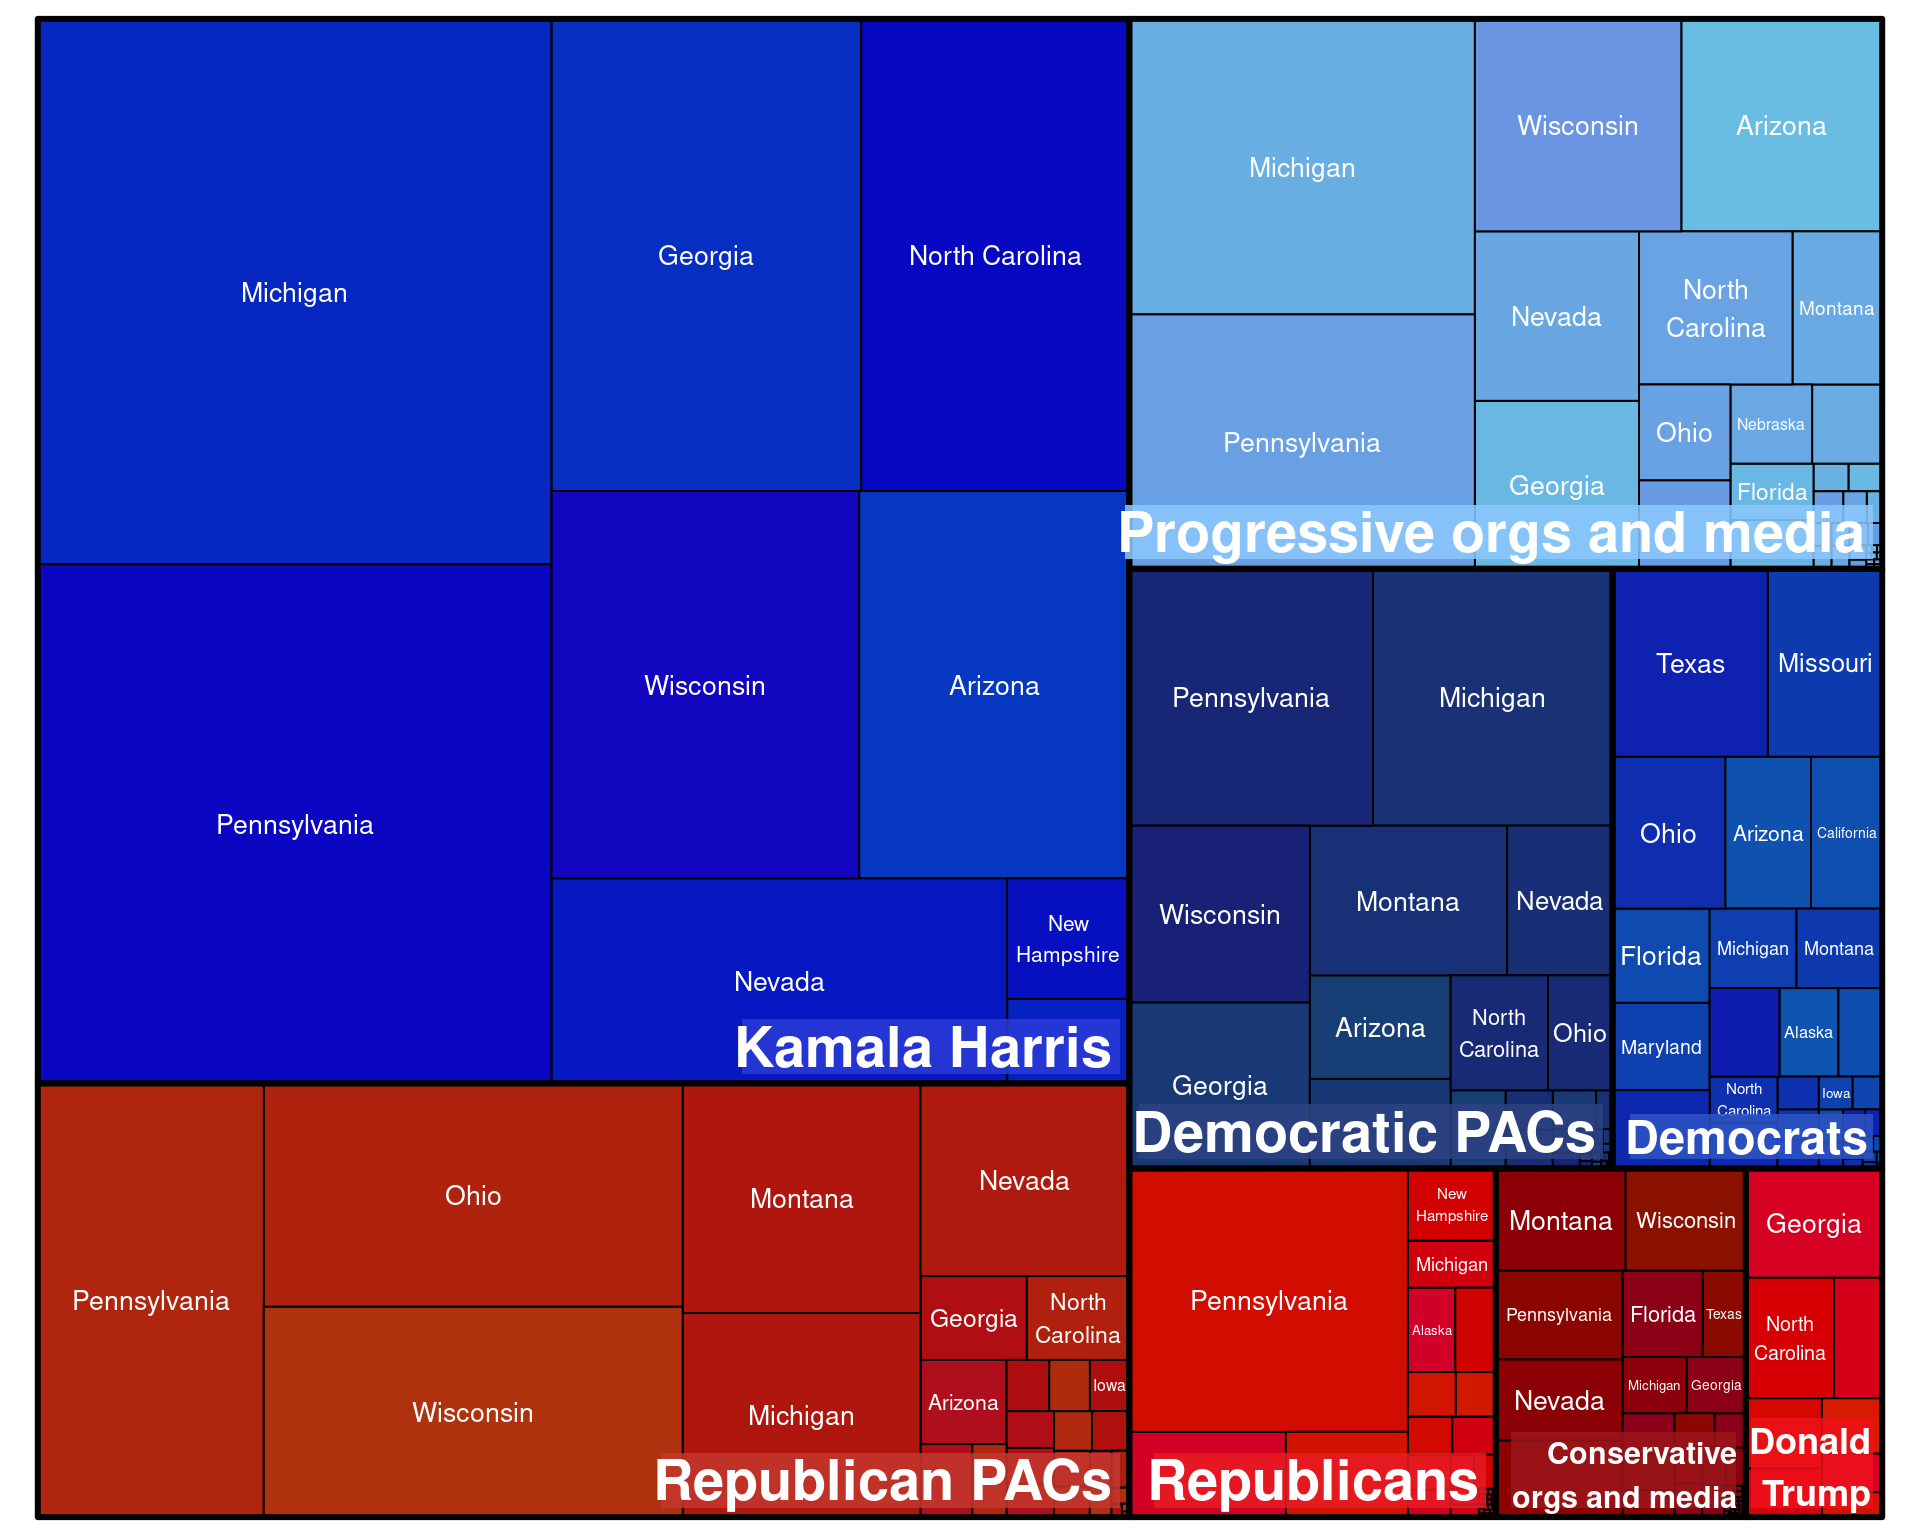 Michigan
Georgia
North Carolina
Pennsylvania
Wisconsin
Arizona
Nevada
New
Hampshire
Kamala Harris
Michigan
Wisconsin
Arizona
Pennsylvania
Nevada
North
Carolina
Montana
Georgia
Ohio
Nebraska
Florida
Progressive orgs and media
Pennsylvania
Michigan
Wisconsin
Montana
Nevada
Georgia
Arizona
North
Carolina
Ohio
Democratic PACs
Texas
Missouri
Ohio
Arizona
California
Florida
Michigan
Montana
Maryland
Alaska
North
Carolina
Iowa
Democrats
Pennsylvania
Ohio
Wisconsin
Montana
Michigan
Nevada
Georgia
North
Carolina
Arizona
Iowa
Republican PACs
Pennsylvania
New
Hampshire
Michigan
Alaska
Republicans
Montana
Wisconsin
Pennsylvania
Florida
Texas
Nevada
Michigan
Georgia
Conservative
orgs and media
Georgia
North
Carolina
Donald
Trump